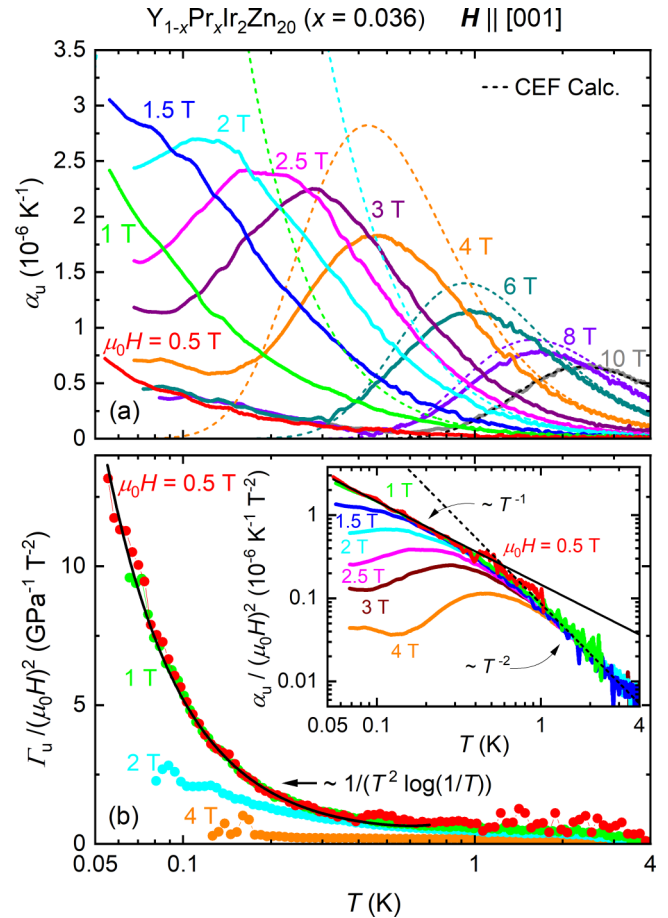 Y₁₋ₓPrₓIr₂Zn₂₀ (x = 0.036) H || [001]
3.5
3
2.5
2
1.5
1
0.5
0
αᵤ (10⁻⁶ K⁻¹)
--- CEF Calc.
1.5 T
2 T
2.5 T
3 T
1 T
4 T
6 T
8 T
10 T
μ₀H = 0.5 T
(a)
10
5
0
Γᵤ /(μ₀H)² (GPa⁻¹ T⁻²)
μ₀H = 0.5 T
1 T
2 T
4 T
~ 1/(T² log(1/T))
(b)
0.05
0.1
1
4
T (K)
1
0.1
0.01
αᵤ / (μ₀H)² (10⁻⁶ K⁻¹ T⁻²)
1 T
~ T⁻¹
1.5 T
μ₀H = 0.5 T
2 T
2.5 T
3 T
4 T
~ T⁻²
0.05
0.1
1
4
T (K)